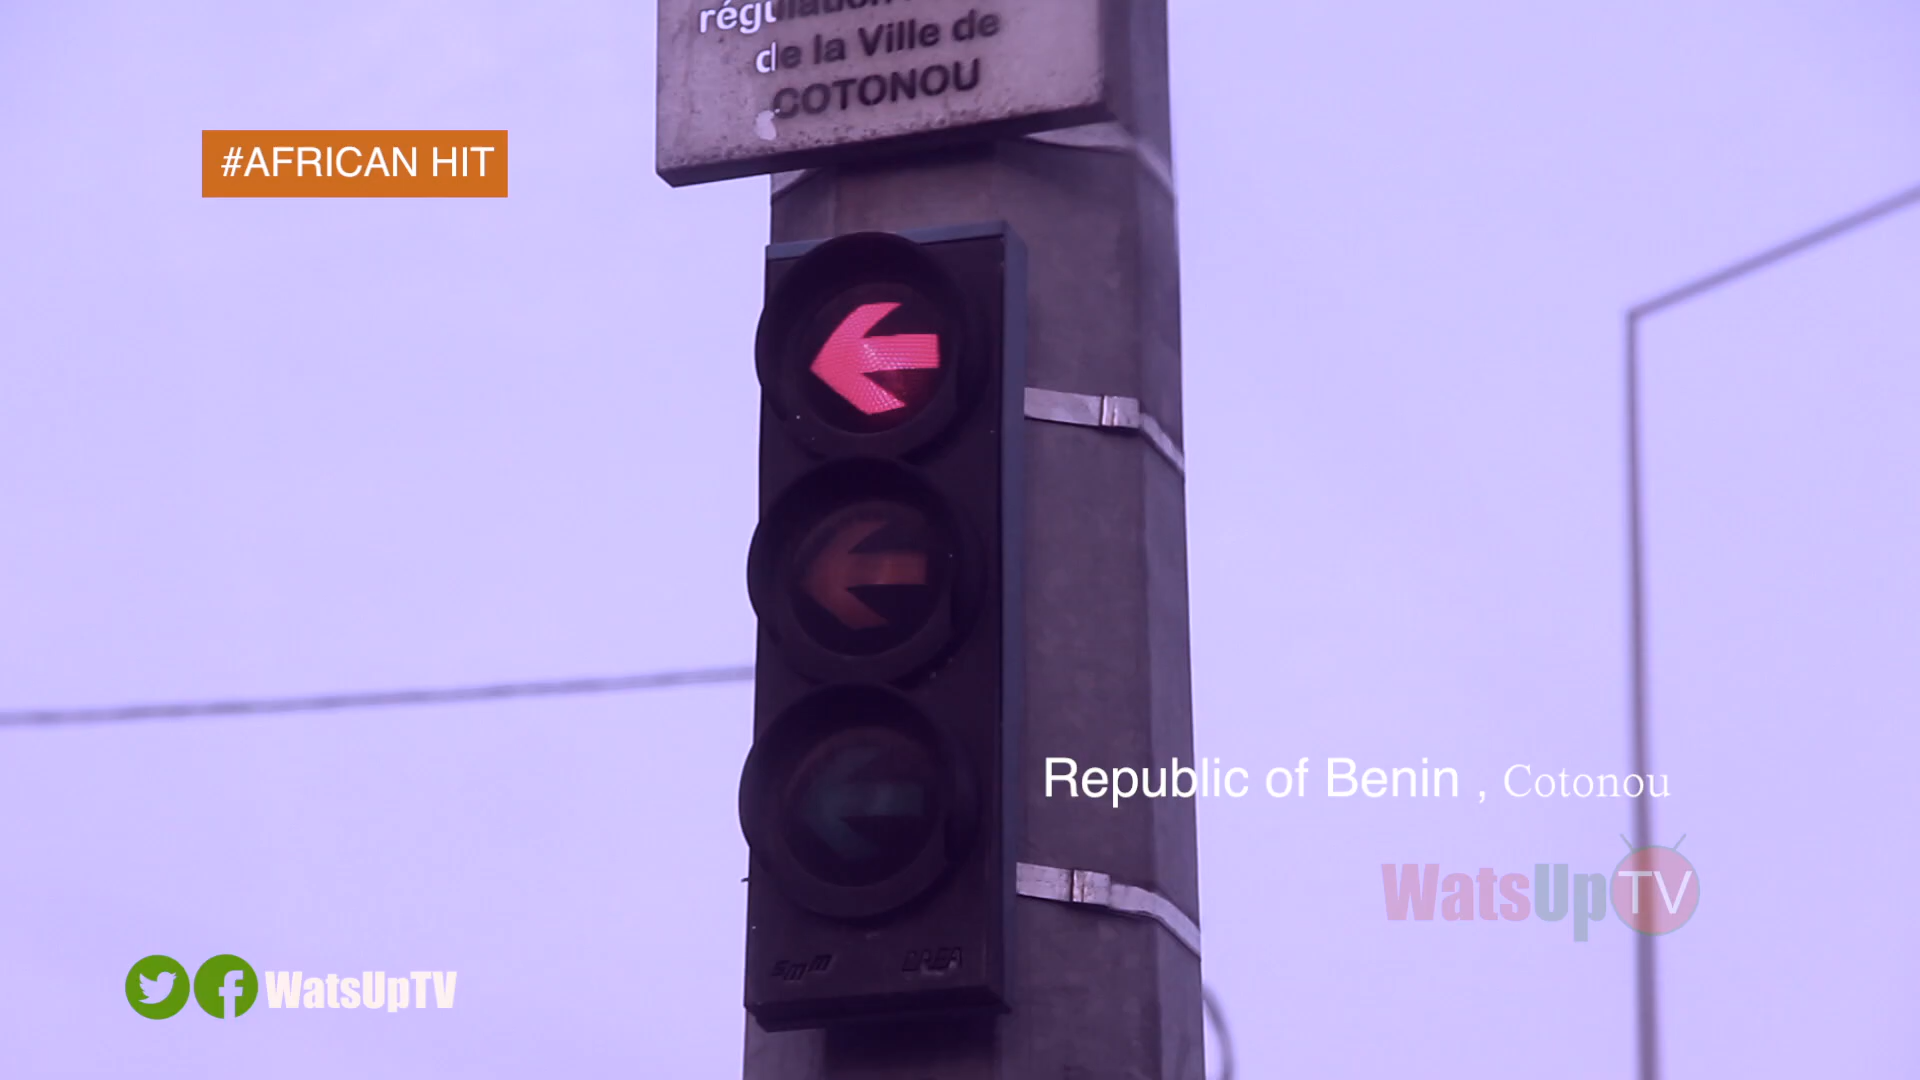 de la Ville de
COTONOU
#AFRICAN HIT
Republic of Benin , Cotonou
WatsUpTV
WatsUpTV